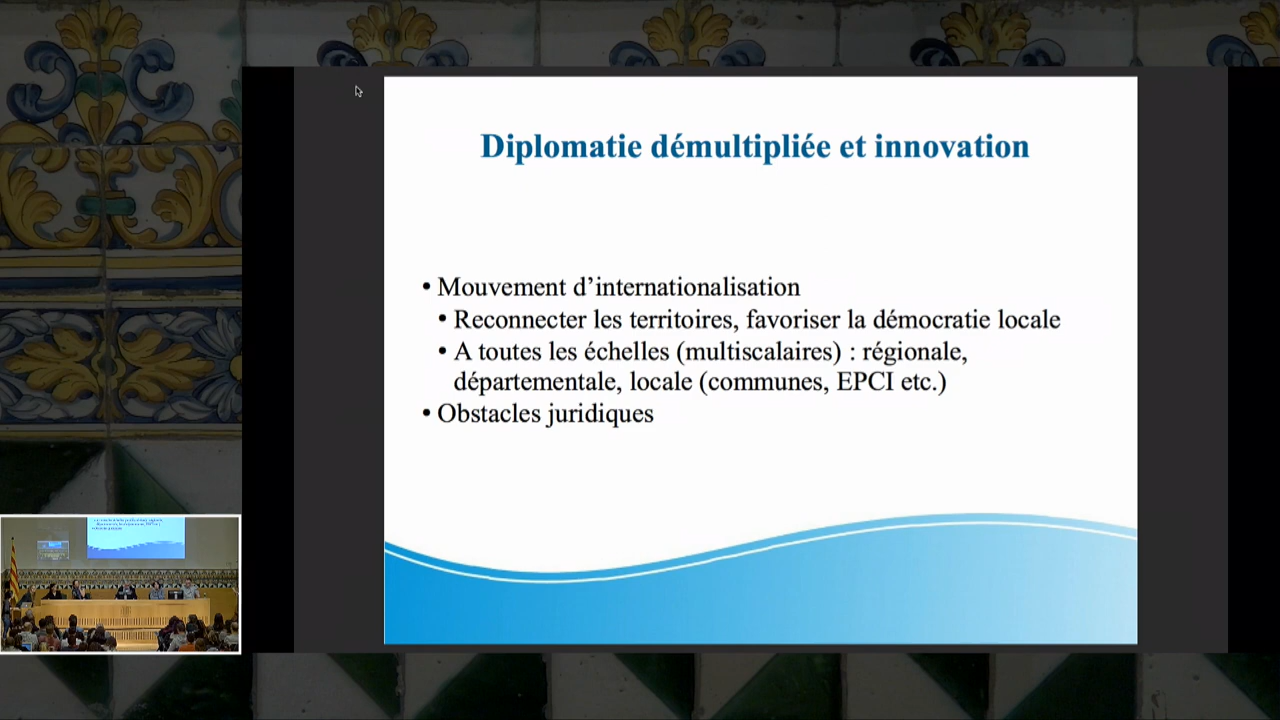 Diplomatie démultipliée et innovation
• Mouvement d’internationalisation
• Reconnecter les territoires, favoriser la démocratie locale
• A toutes les échelles (multiscalaires) : régionale,
départementale, locale (communes, EPCI etc.)
• Obstacles juridiques